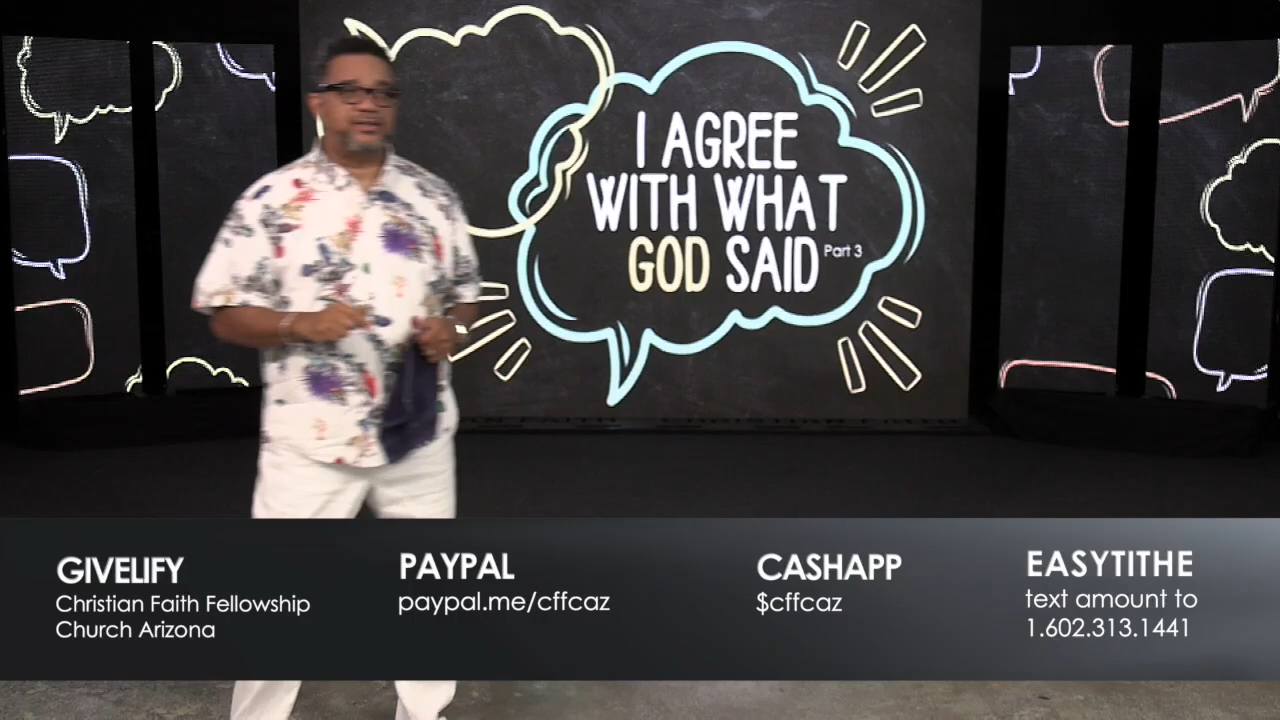 I AGREE
WITH WHAT
GOD SAID Part 3
GIVELIFY
Christian Faith Fellowship
Church Arizona
PAYPAL
paypal.me/cffcaz
CASHAPP
$cffcaz
EASYTITHE
text amount to
1.602.313.1441